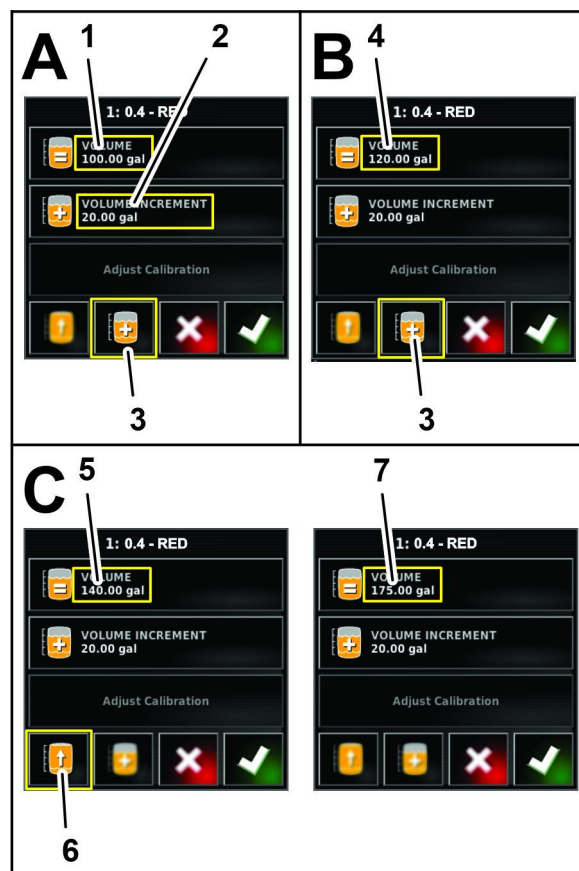 A
1
2
1: 0.4 - RED
VOLUME
100.00 gal
VOLUME INCREMENT
20.00 gal
Adjust Calibration
3
B
4
1: 0.4 - RED
VOLUME
120.00 gal
VOLUME INCREMENT
20.00 gal
Adjust Calibration
3
C
5
1: 0.4 - RED
VOLUME
140.00 gal
VOLUME INCREMENT
20.00 gal
Adjust Calibration
6
7
1: 0.4 - RED
VOLUME
175.00 gal
VOLUME INCREMENT
20.00 gal
Adjust Calibration